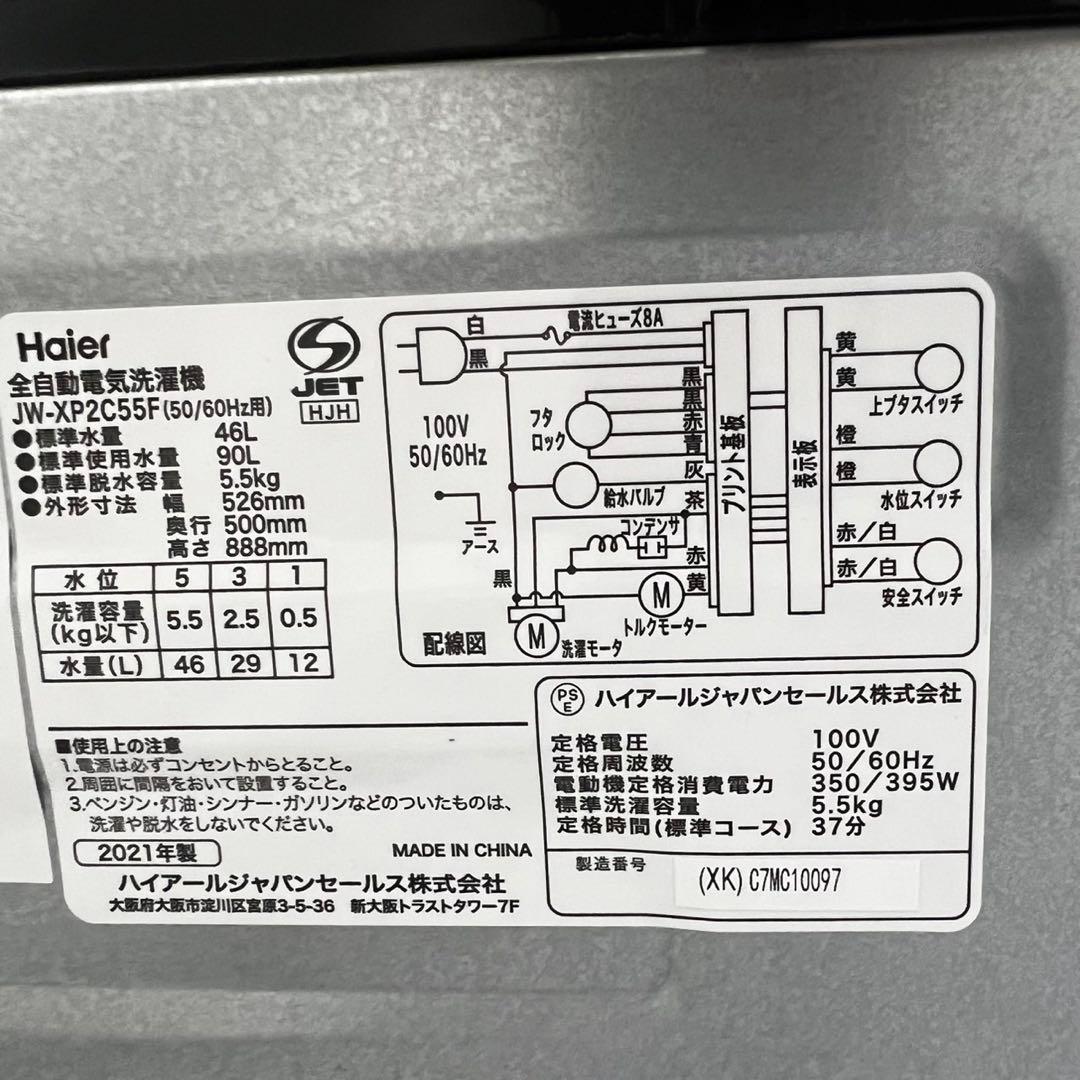 Haier
JET
HJH
全自動電気洗濯機
JW-XP2C55F(50/60Hz用)
●標準水量 46L
●標準使用水量 90L
●標準脱水容量 5.5kg
●外形寸法 幅 526mm
奥行 500mm
高さ 888mm
水位 5 3 1
洗濯容量(kg以下) 5.5 2.5 0.5
水量(L) 46 29 12
白
電流ヒューズ8A
黒
100V
50/60Hz
アース
黒
フタ
ロック
黒
黒
赤
青
灰
給水バルブ
茶
コンデンサ
赤
黄
M
トルクモーター
M
洗濯モータ
配線図
プリント基板
表示板
黄
黄
上ブタスイッチ
橙
橙
水位スイッチ
赤/白
赤/白
安全スイッチ
■使用上の注意
1.電源は必ずコンセントからとること。
2.周囲に間隔をおいて設置すること。
3.ベンジン・灯油・シンナー・ガソリンなどのついたものは、
洗濯や脱水をしないでください。
2021年製
MADE IN CHINA
ハイアールジャパンセールス株式会社
大阪府大阪市淀川区宮原3-5-36 新大阪トラストタワー7F
PSE ハイアールジャパンセールス株式会社
定格電圧 100V
定格周波数 50/60Hz
電動機定格消費電力 350/395W
標準洗濯容量 5.5kg
定格時間(標準コース) 37分
製造番号 (XK) C7MC10097